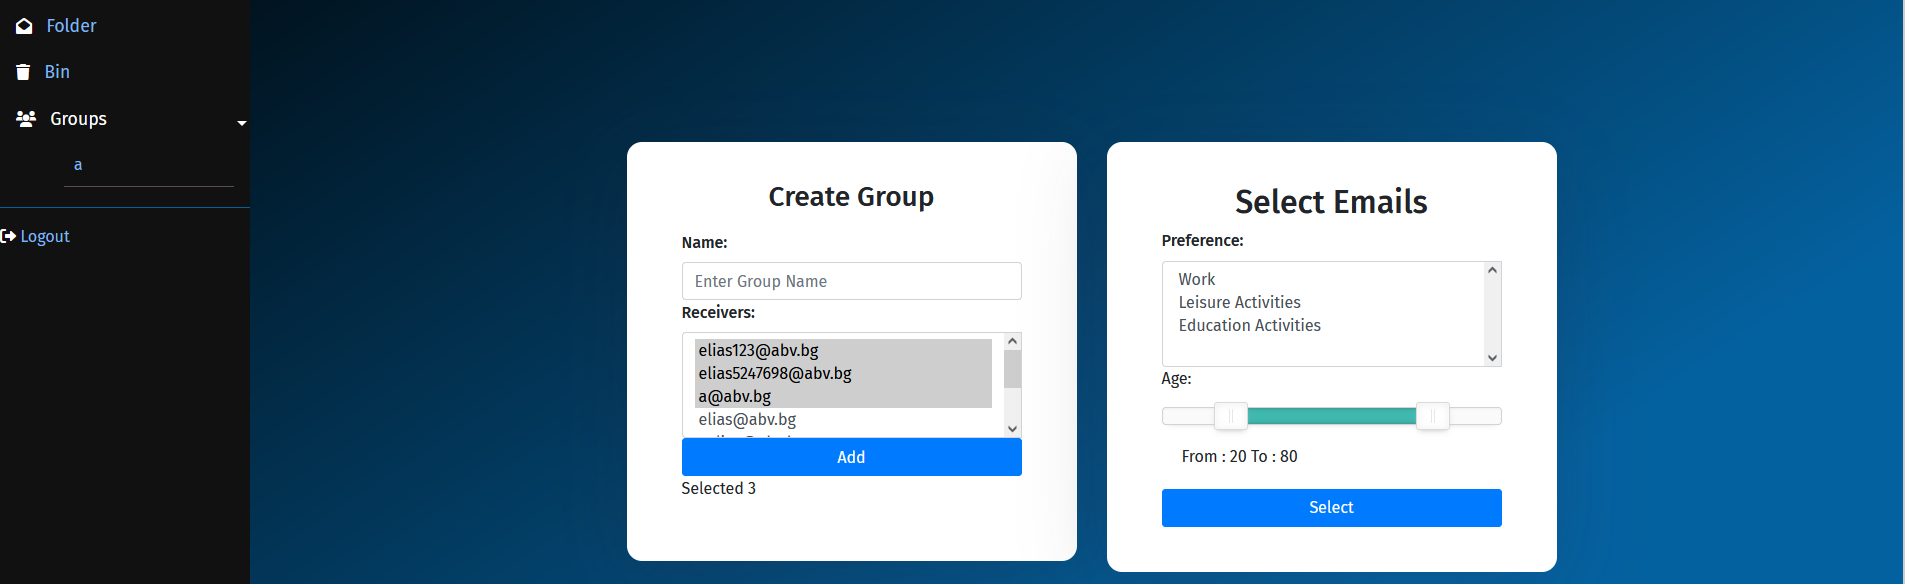 Folder
Bin
Groups
a
Logout
Create Group
Name:
Enter Group Name
Receivers:
elias123@abv.bg
elias5247698@abv.bg
a@abv.bg
elias@abv.bg
Add
Selected 3
Select Emails
Preference:
Work
Leisure Activities
Education Activities
Age:
From : 20 To : 80
Select